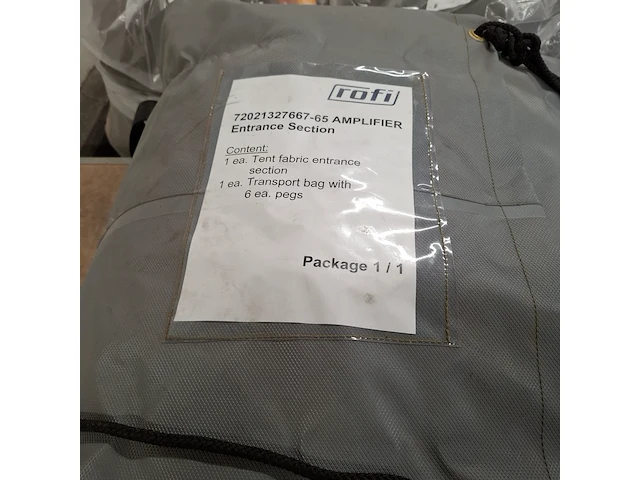 rofi
72021327667-65 AMPLIFIER
Entrance Section
Content:
1 ea. Tent fabric entrance
section
1 ea. Transport bag with
6 ea. pegs
Package 1 / 1